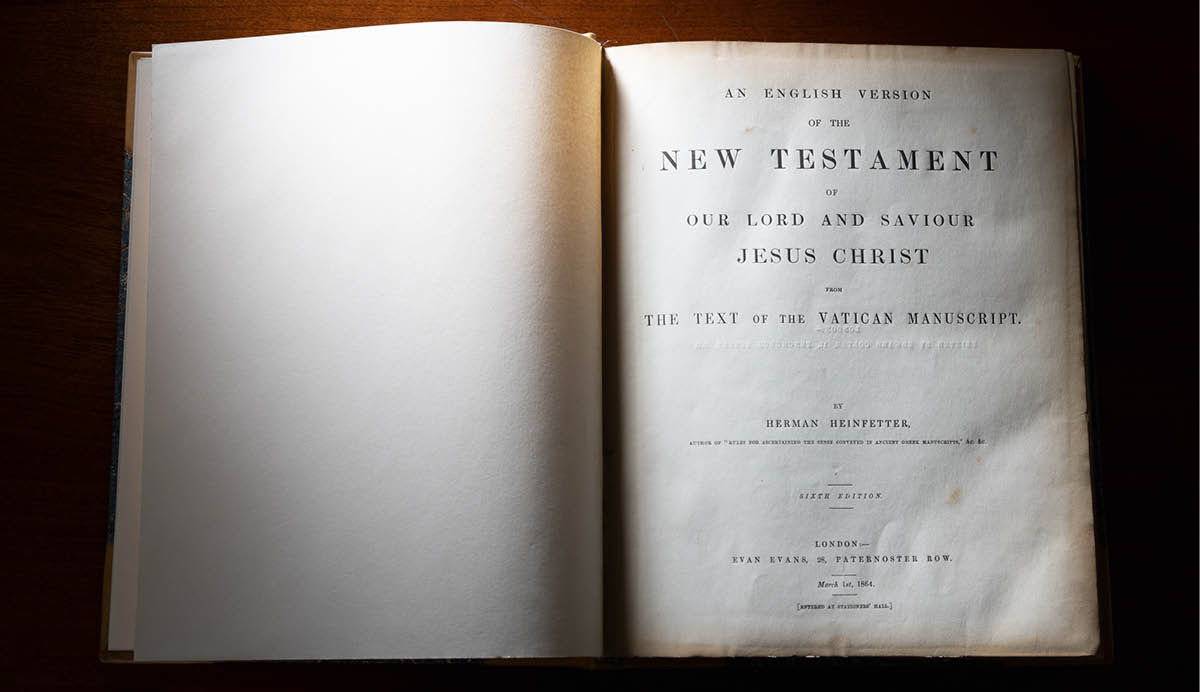 AN ENGLISH VERSION
OF THE
NEW TESTAMENT
OF
OUR LORD AND SAVIOUR
JESUS CHRIST
FROM
THE TEXT OF THE VATICAN MANUSCRIPT.
BY
HERMAN HEINFETTER,
AUTHOR OF "RULES FOR ASCERTAINING THE SENSE CONVEYED IN ANCIENT GREEK MANUSCRIPTS," &c. &c.
SIXTH EDITION.
LONDON:—
EVAN EVANS, 28, PATERNOSTER ROW.
March 1st, 1864.
[ENTERED AT STATIONERS' HALL.]